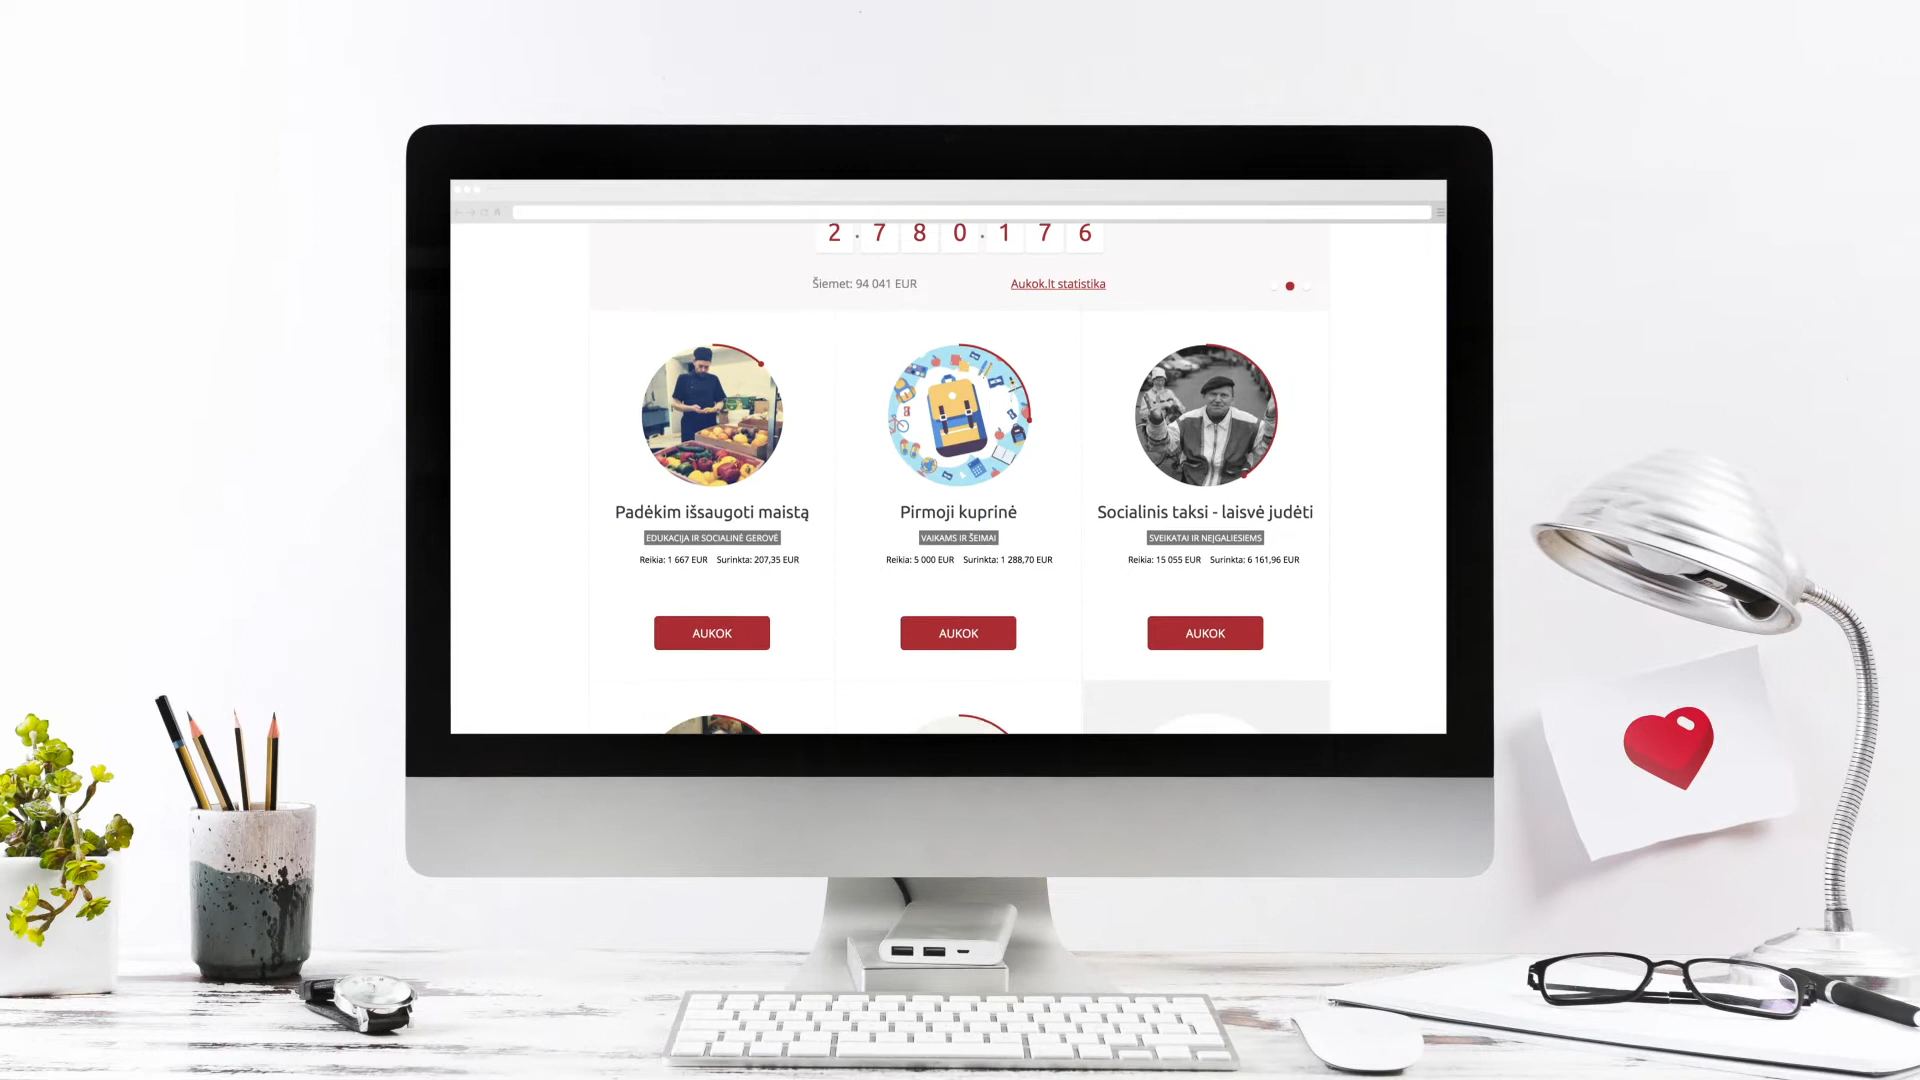 2.780.176
Šiemet: 94 041 EUR Aukok.lt statistika
Padėkim išsaugoti maistą
EDUKACIJA IR SOCIALINĖ GEROVĖ
Reikia: 1 667 EUR Surinkta: 207,35 EUR
AUKOK
Pirmoji kuprinė
VAIKAMS IR ŠEIMAI
Reikia: 5 000 EUR Surinkta: 1 288,70 EUR
AUKOK
Socialinis taksi - laisvė judėti
SVEIKATAI IR NEĮGALIESIEMS
Reikia: 15 055 EUR Surinkta: 6 161,96 EUR
AUKOK